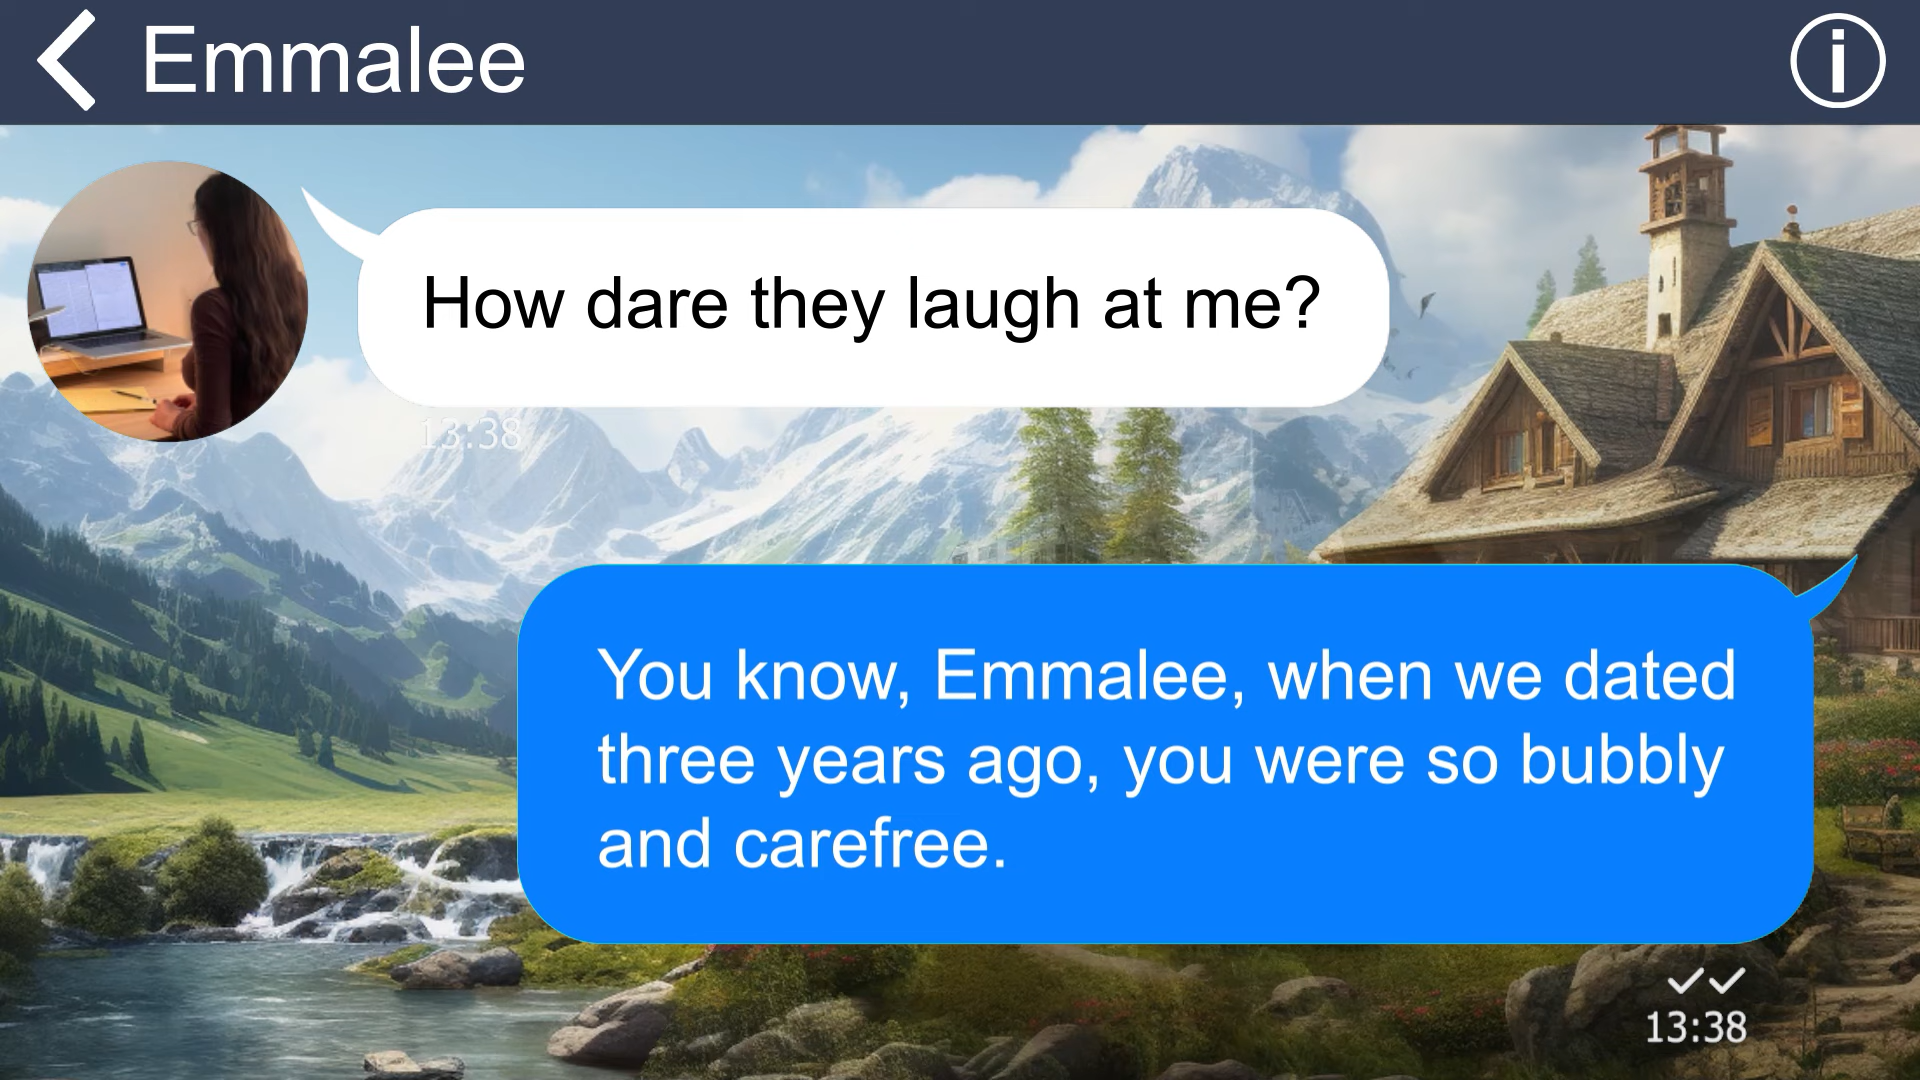 Emmalee
How dare they laugh at me?
13:38
You know, Emmalee, when we dated
three years ago, you were so bubbly
and carefree.
13:38